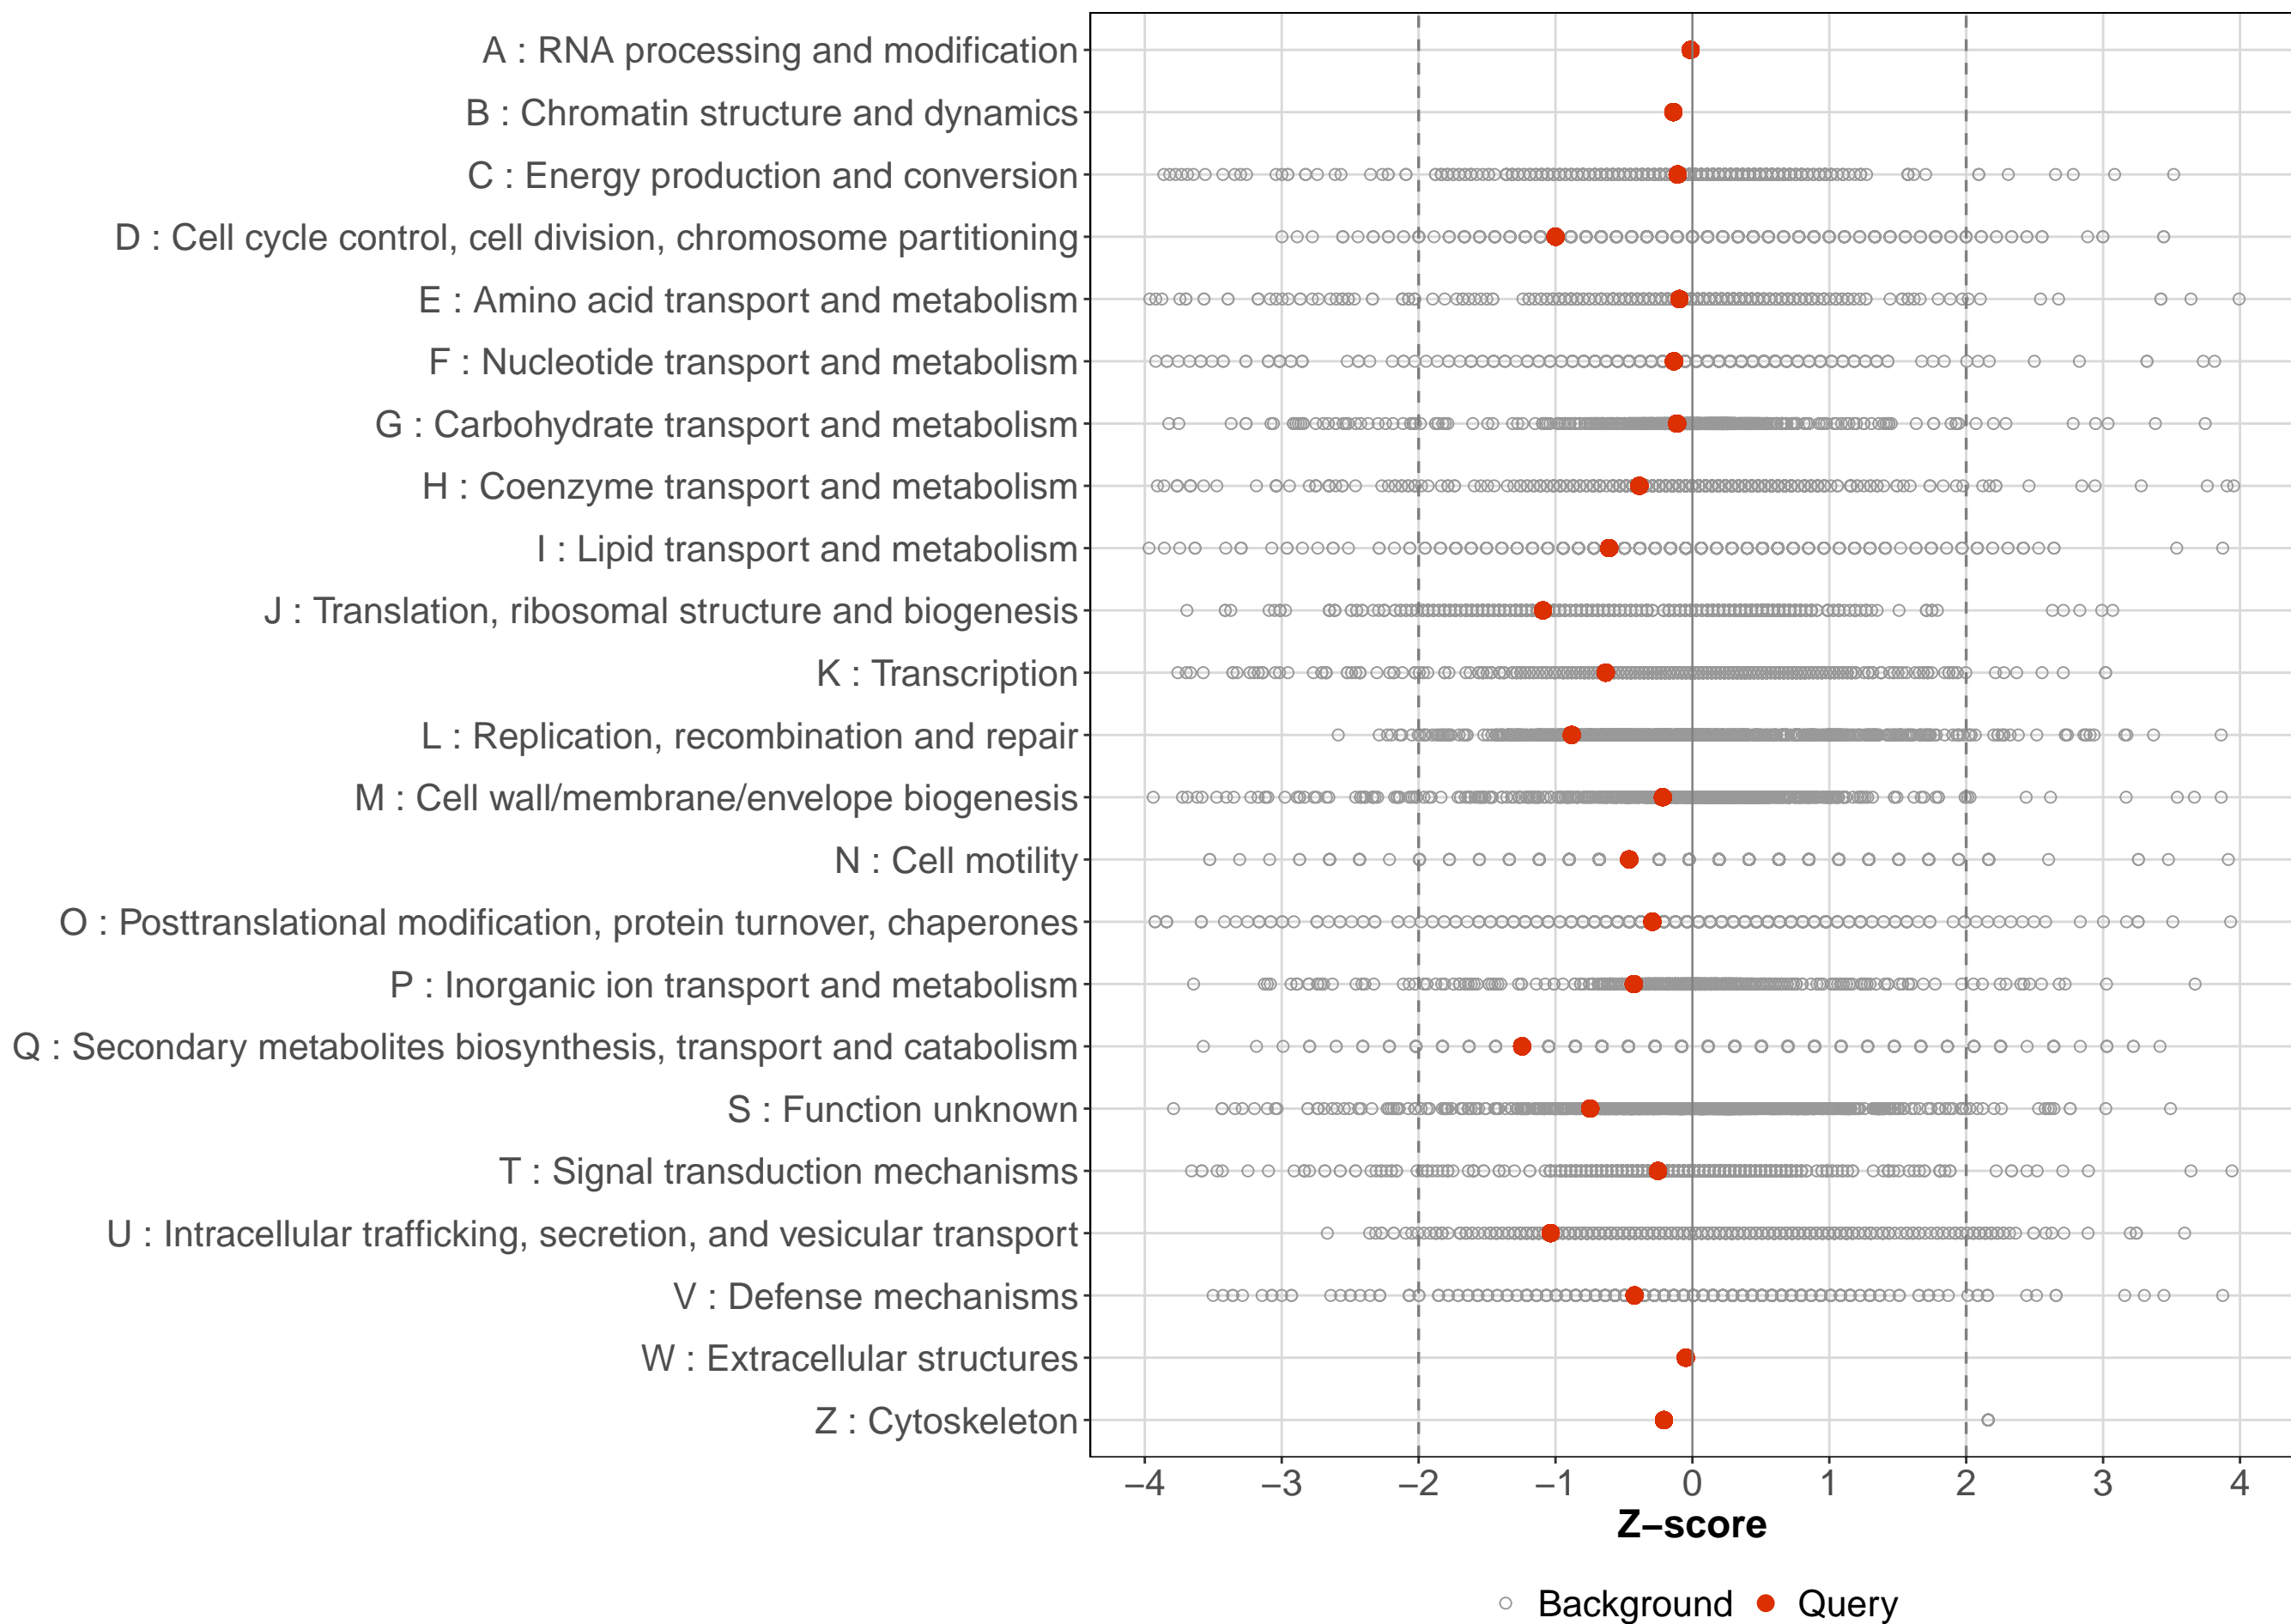 A : RNA processing and modification
B : Chromatin structure and dynamics
C : Energy production and conversion
D : Cell cycle control, cell division, chromosome partitioning
E : Amino acid transport and metabolism
F : Nucleotide transport and metabolism
G : Carbohydrate transport and metabolism
H : Coenzyme transport and metabolism
I : Lipid transport and metabolism
J : Translation, ribosomal structure and biogenesis
K : Transcription
L : Replication, recombination and repair
M : Cell wall/membrane/envelope biogenesis
N : Cell motility
O : Posttranslational modification, protein turnover, chaperones
P : Inorganic ion transport and metabolism
Q : Secondary metabolites biosynthesis, transport and catabolism
S : Function unknown
T : Signal transduction mechanisms
U : Intracellular trafficking, secretion, and vesicular transport
V : Defense mechanisms
W : Extracellular structures
Z : Cytoskeleton
−4 −3 −2 −1 0 1 2 3 4
Z−score
Background Query